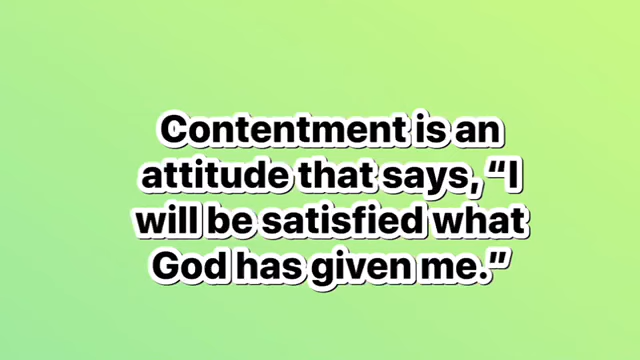 Contentment is an
attitude that says, “I
will be satisfied what
God has given me.”